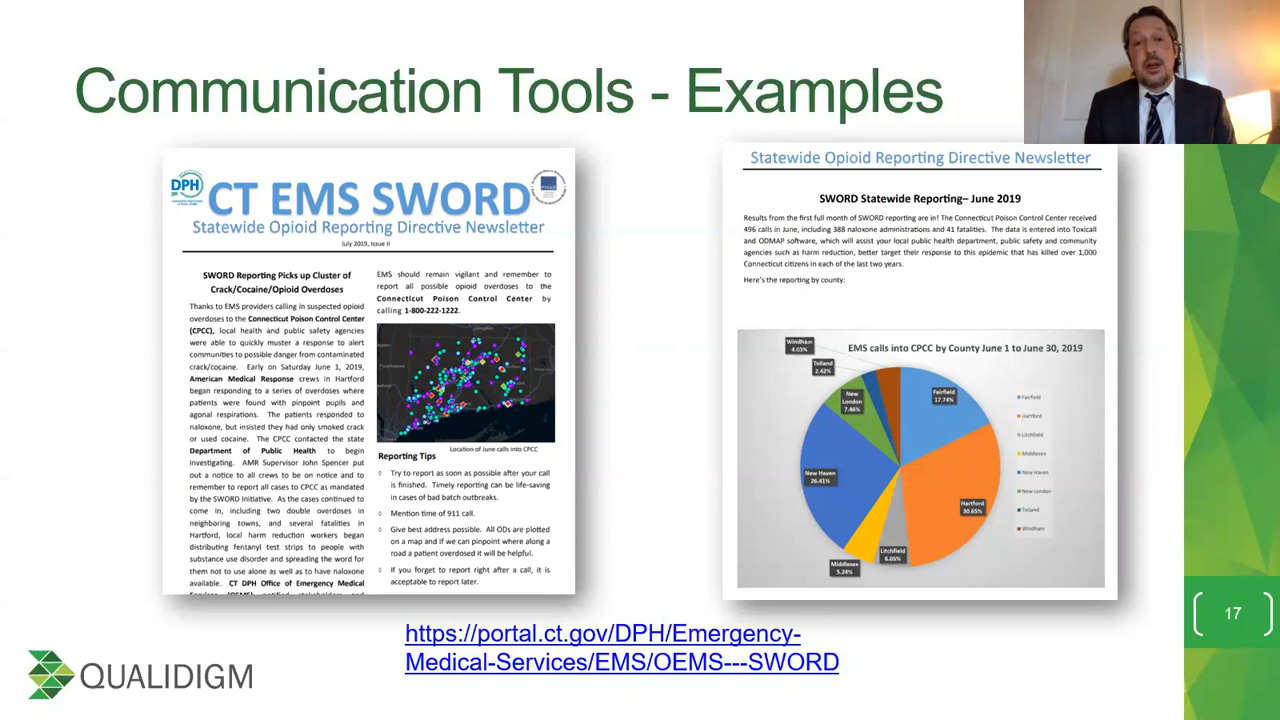 Communication Tools - Examples
DPH
CT EMS SWORD
Statewide Opioid Reporting Directive Newsletter
July 2019, Issue II
SWORD Reporting Picks up Cluster of
Crack/Cocaine/Opioid Overdoses
Thanks to EMS providers calling in suspected opioid
overdoses to the Connecticut Poison Control Center
(CPCC), local health and public safety agencies
were able to quickly muster a response to alert
communities to possible danger from contaminated
crack/cocaine. Early on Saturday June 1, 2019,
American Medical Response crews in Hartford
began responding to a series of overdoses where
patients were found with pinpoint pupils and
agonal respirations. The patients responded to
naloxone, but insisted they had only smoked crack
or used cocaine. The CPCC contacted the state
Department of Public Health to begin
investigating. AMR Supervisor John Spencer put
out a notice to all crews to be on notice and to
remember to report all cases to CPCC as mandated
by the SWORD Initiative. As the cases continued to
come in, including two double overdoses in
neighboring towns, and several fatalities in
Hartford, local harm reduction workers began
distributing fentanyl test strips to people with
substance use disorder and spreading the word for
them not to use alone as well as to have naloxone
available. CT DPH Office of Emergency Medical
EMS should remain vigilant and remember to
report all possible opioid overdoses to the
Connecticut Poison Control Center by
calling 1-800-222-1222.
Location of June calls into CPCC
Reporting Tips
◊ Try to report as soon as possible after your call
is finished. Timely reporting can be life-saving
in cases of bad batch outbreaks.
◊ Mention time of 911 call.
◊ Give best address possible. All ODs are plotted
on a map and if we can pinpoint where along a
road a patient overdosed it will be helpful.
◊ If you forget to report right after a call, it is
acceptable to report later.
Statewide Opioid Reporting Directive Newsletter
SWORD Statewide Reporting– June 2019
Results from the first full month of SWORD reporting are in! The Connecticut Poison Control Center received
496 calls in June, including 388 naloxone administrations and 41 fatalities. The data is entered into Toxicall
and ODMAP software, which will assist your local public health department, public safety and community
agencies such as harm reduction, better target their response to this epidemic that has killed over 1,000
Connecticut citizens in each of the last two years.
Here's the reporting by county:
EMS calls into CPCC by County June 1 to June 30, 2019
Windham
4.03%
Tolland
2.42%
New
London
7.46%
Fairfield
17.74%
New Haven
26.41%
Hartford
30.65%
Litchfield
6.05%
Middlesex
5.24%
Fairfield
Hartford
Litchfield
Middlesex
New Haven
New London
Tolland
Windham
17
https://portal.ct.gov/DPH/Emergency-
Medical-Services/EMS/OEMS---SWORD
QUALIDIGM